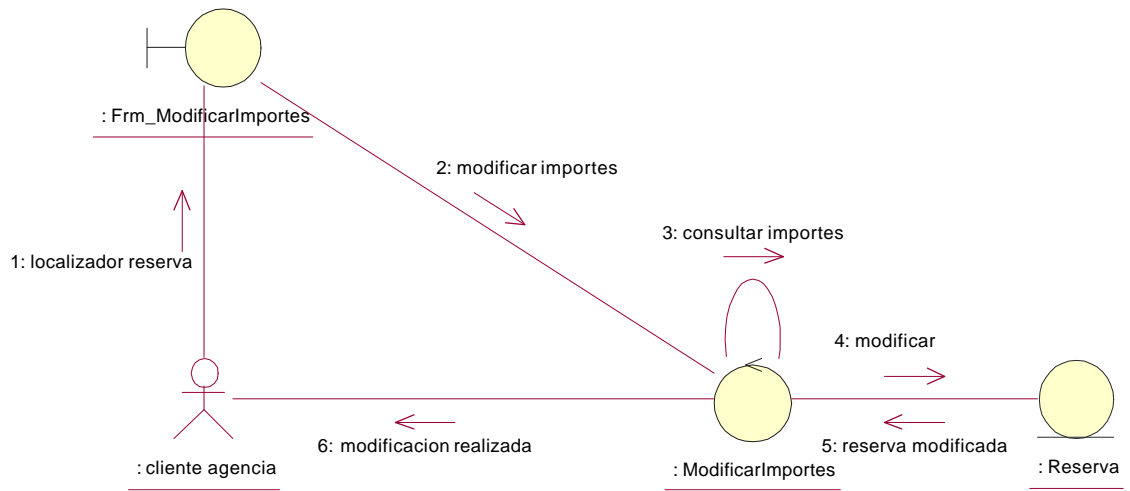 : Frm_ModificarImportes
2: modificar importes
3: consultar importes
1: localizador reserva
4: modificar
6: modificacion realizada
5: reserva modificada
: cliente agencia
: ModificarImportes
: Reserva